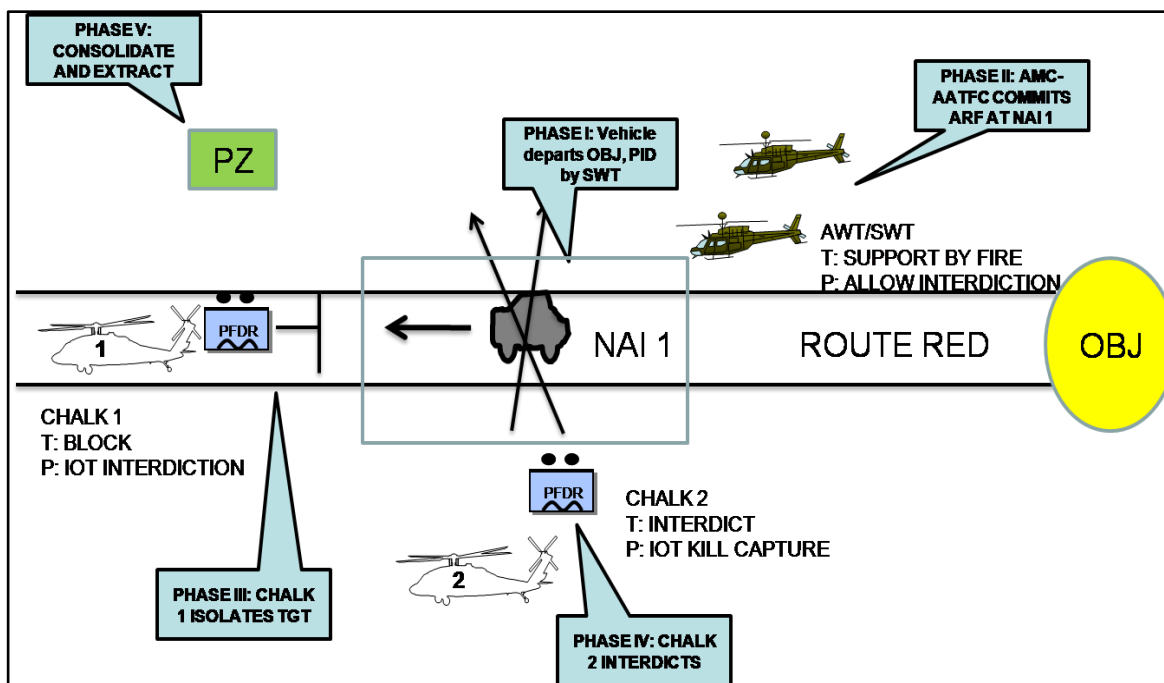 PHASE V:
CONSOLIDATE
AND EXTRACT
PZ
PHASE I: Vehicle
departs OBJ, PID
by SWT
PHASE II: AMC-
AATFC COMMITS
ARF AT NAI 1
AWT/SWT
T: SUPPORT BY FIRE
P: ALLOW INTERDICTION
1
PFDR
NAI 1
ROUTE RED
OBJ
CHALK 1
T: BLOCK
P: IOT INTERDICTION
PFDR
CHALK 2
T: INTERDICT
P: IOT KILL CAPTURE
2
PHASE III: CHALK
1 ISOLATES TGT
PHASE IV: CHALK
2 INTERDICTS